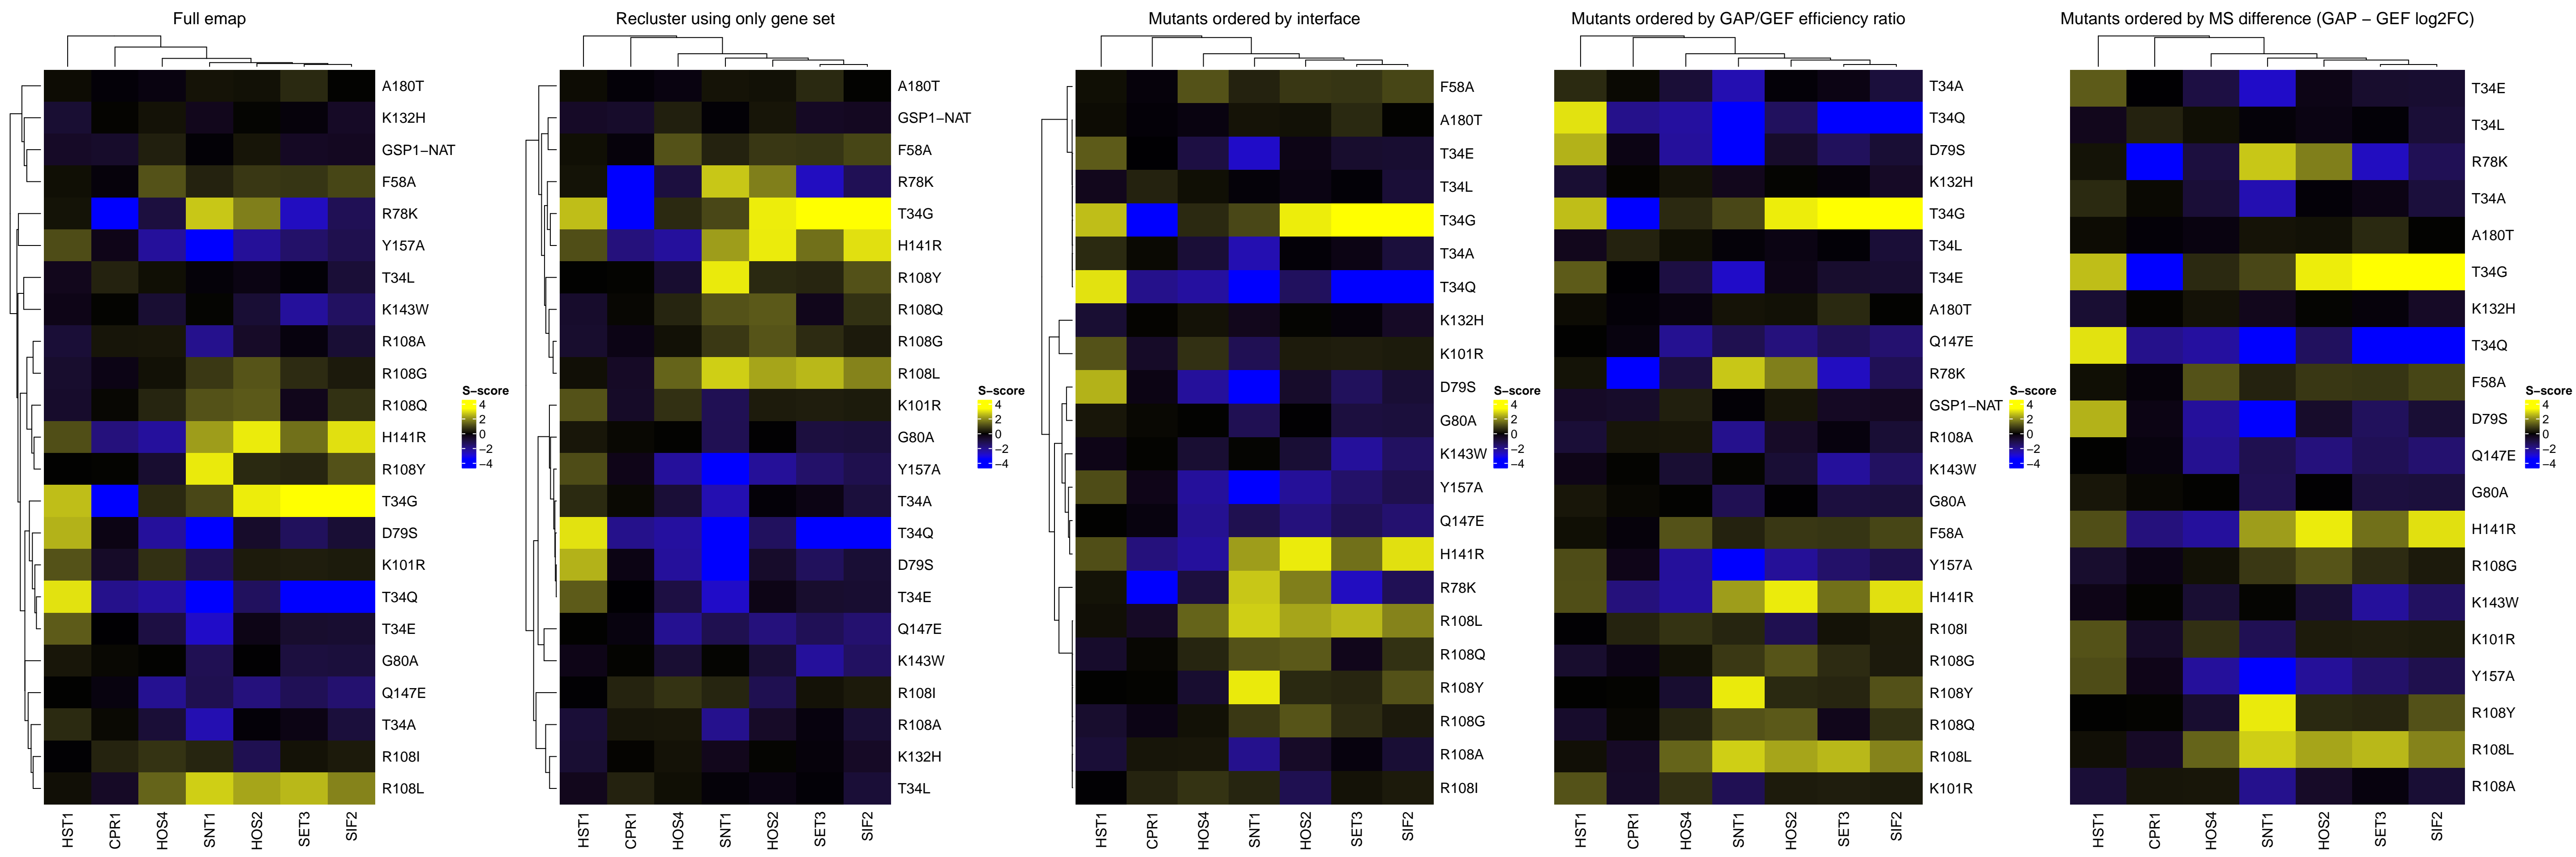 Full emap
A180T
K132H
GSP1−NAT
F58A
R78K
Y157A
T34L
K143W
R108A
R108G
R108Q
H141R
R108Y
T34G
D79S
K101R
T34Q
T34E
G80A
Q147E
T34A
R108I
R108L
HST1
CPR1
HOS4
SNT1
HOS2
SET3
SIF2
S−score
4
2
0
−2
−4
Recluster using only gene set
A180T
GSP1−NAT
F58A
R78K
T34G
H141R
R108Y
R108Q
R108G
R108L
K101R
G80A
Y157A
T34A
T34Q
D79S
T34E
Q147E
K143W
R108I
R108A
K132H
T34L
HST1
CPR1
HOS4
SNT1
HOS2
SET3
SIF2
S−score
4
2
0
−2
−4
Mutants ordered by interface
F58A
A180T
T34E
T34L
T34G
T34A
T34Q
K132H
K101R
D79S
G80A
K143W
Y157A
Q147E
H141R
R78K
R108L
R108Q
R108Y
R108G
R108A
R108I
HST1
CPR1
HOS4
SNT1
HOS2
SET3
SIF2
S−score
4
2
0
−2
−4
Mutants ordered by GAP/GEF efficiency ratio
T34A
T34Q
D79S
K132H
T34G
T34L
T34E
A180T
Q147E
R78K
GSP1−NAT
R108A
K143W
G80A
F58A
Y157A
H141R
R108I
R108G
R108Y
R108Q
R108L
K101R
HST1
CPR1
HOS4
SNT1
HOS2
SET3
SIF2
S−score
4
2
0
−2
−4
Mutants ordered by MS difference (GAP − GEF log2FC)
T34E
T34L
R78K
T34A
A180T
T34G
K132H
T34Q
F58A
D79S
Q147E
G80A
H141R
R108G
K143W
K101R
Y157A
R108Y
R108L
R108A
HST1
CPR1
HOS4
SNT1
HOS2
SET3
SIF2
S−score
4
2
0
−2
−4